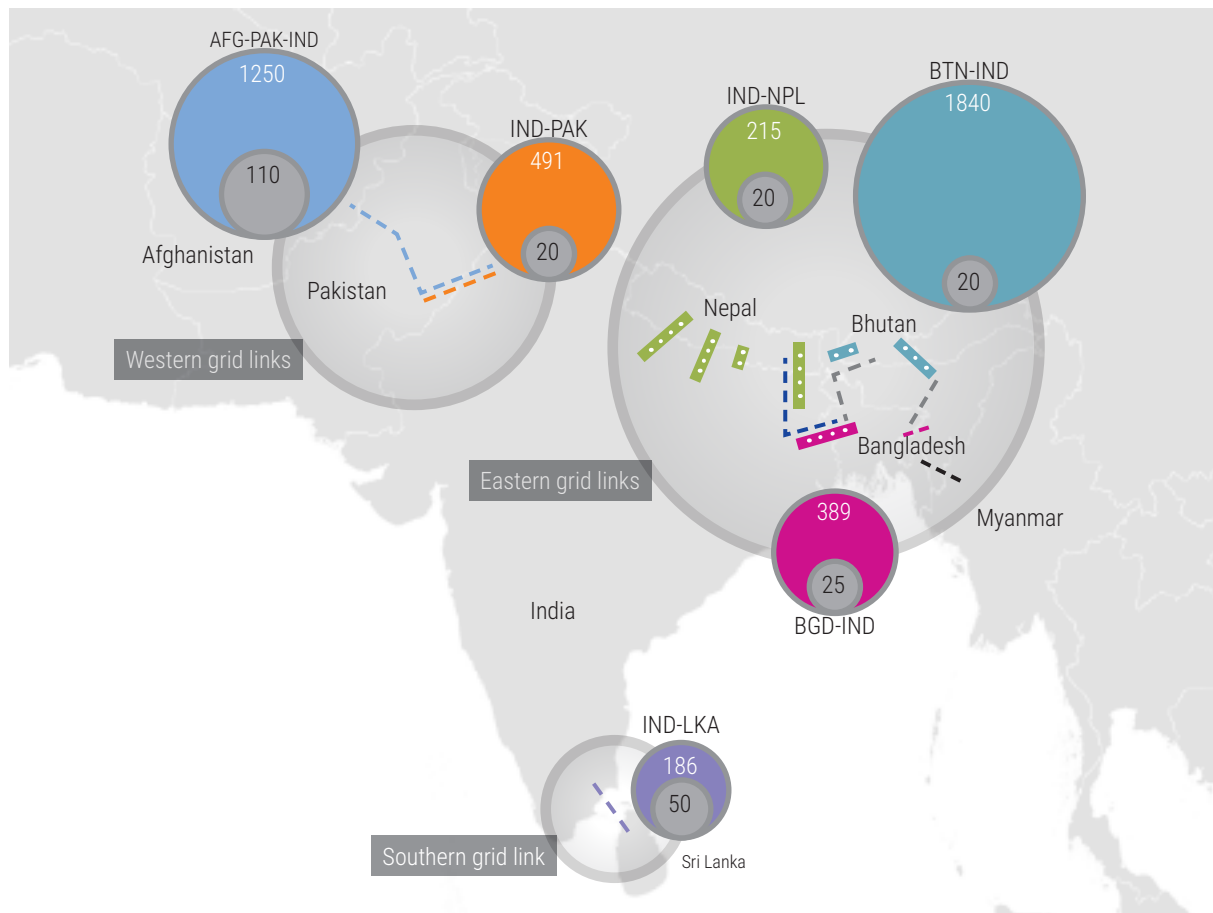 AFG-PAK-IND
1250
110
IND-PAK
491
20
IND-NPL
215
20
BTN-IND
1840
20
Afghanistan
Pakistan
Western grid links
Nepal
Bhutan
Bangladesh
Eastern grid links
Myanmar
389
25
BGD-IND
India
IND-LKA
186
50
Southern grid link
Sri Lanka